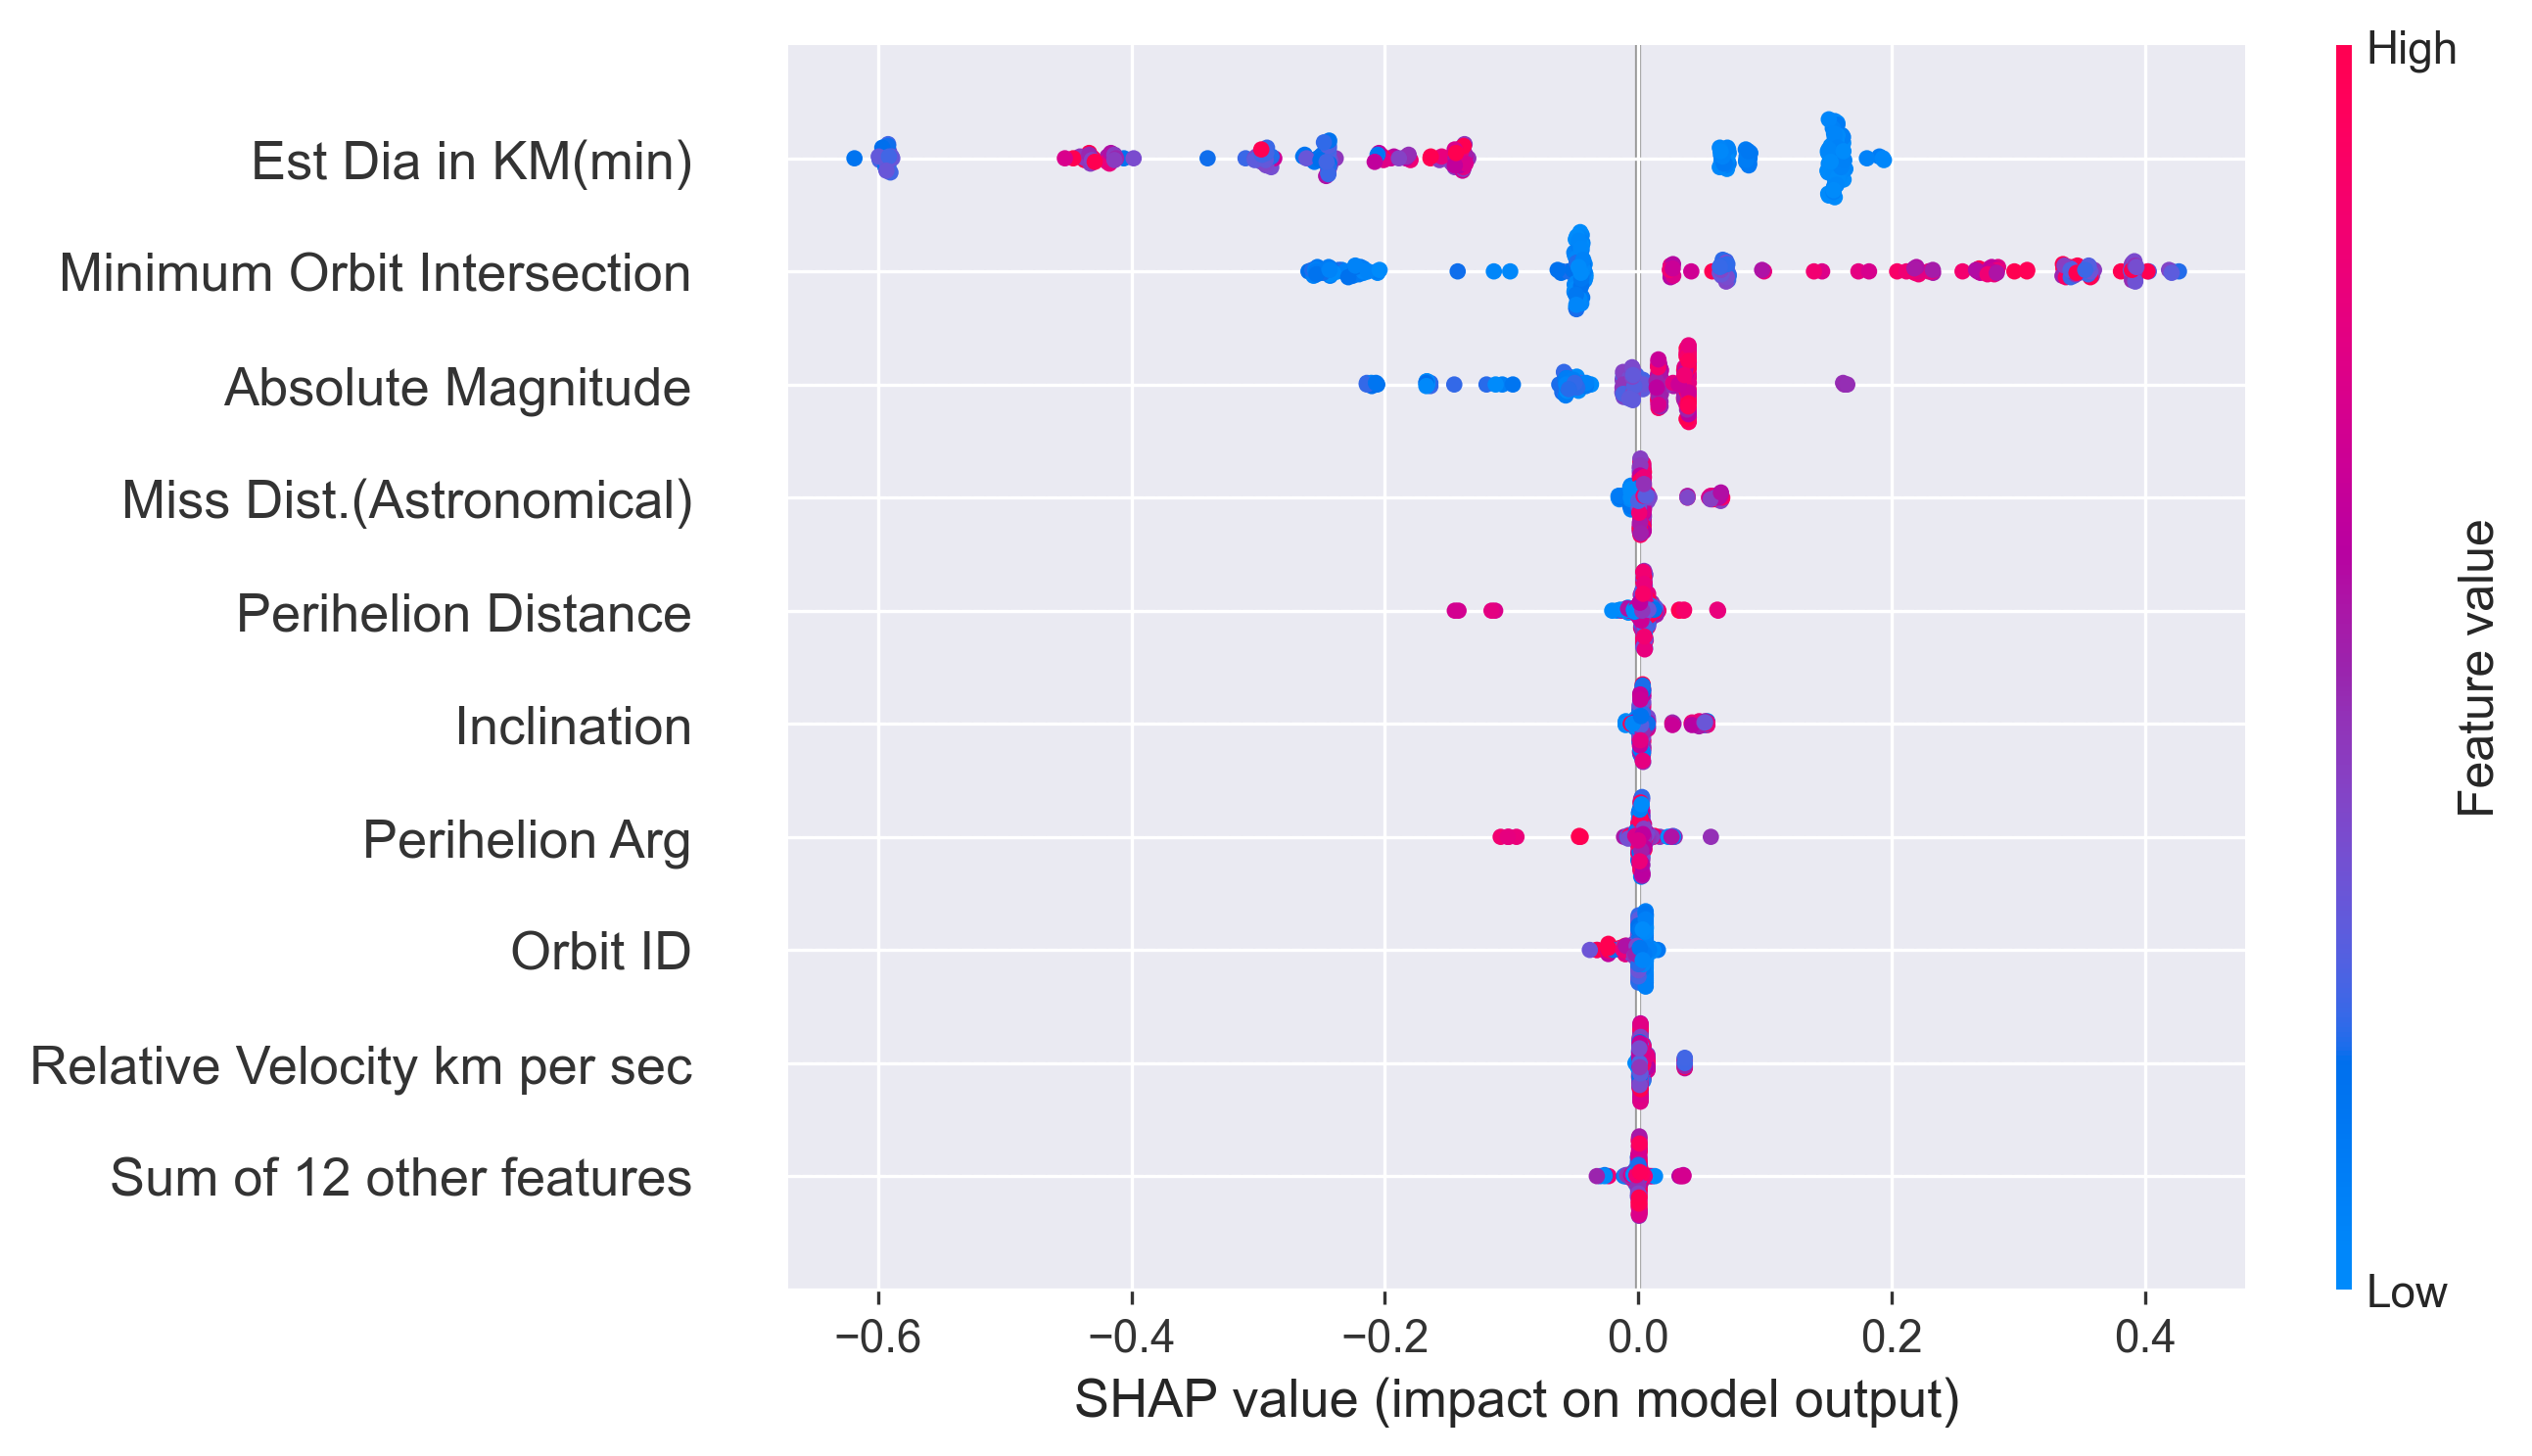 High
Est Dia in KM(min)
Minimum Orbit Intersection
Absolute Magnitude
Miss Dist.(Astronomical)
Perihelion Distance
Inclination
Perihelion Arg
Orbit ID
Relative Velocity km per sec
Sum of 12 other features
Feature value
Low
−0.6 −0.4 −0.2 0.0 0.2 0.4
SHAP value (impact on model output)